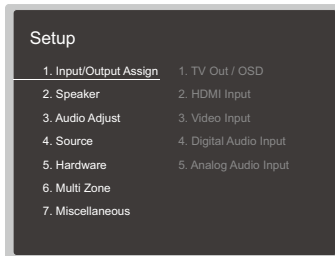 Setup
1. Input/Output Assign
2. Speaker
3. Audio Adjust
4. Source
5. Hardware
6. Multi Zone
7. Miscellaneous
1. TV Out / OSD
2. HDMI Input
3. Video Input
4. Digital Audio Input
5. Analog Audio Input